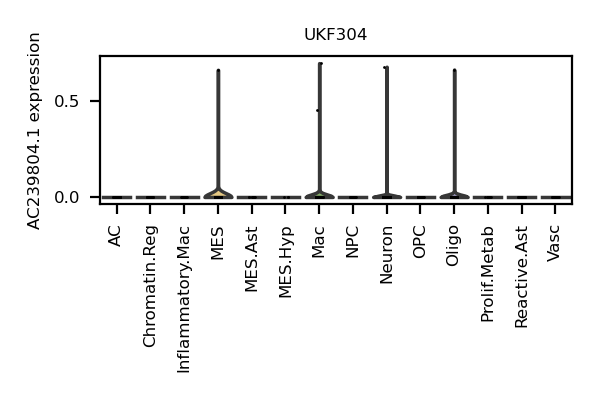 UKF304
AC239804.1 expression
0.5
0.0
AC
Chromatin.Reg
Inflammatory.Mac
MES
MES.Ast
MES.Hyp
Mac
NPC
Neuron
OPC
Oligo
Prolif.Metab
Reactive.Ast
Vasc